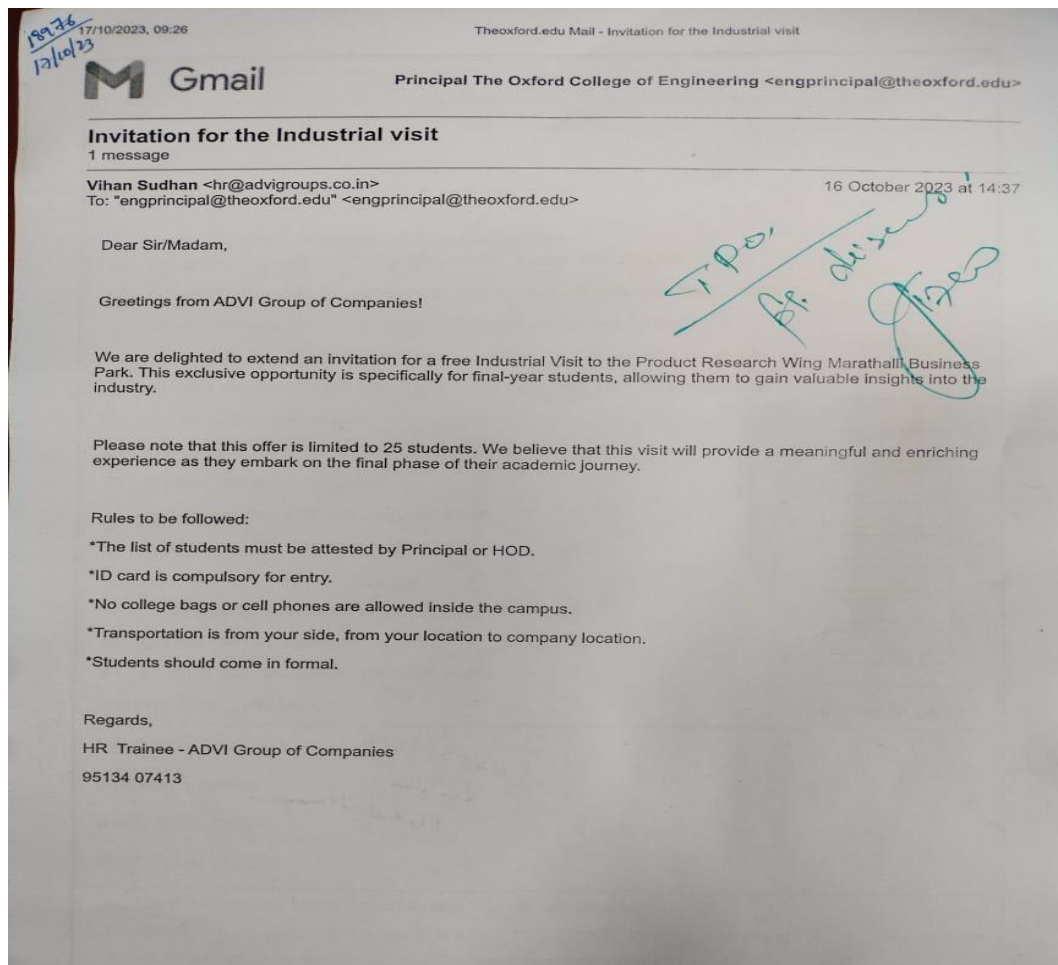 18976
17/10/23
17/10/2023, 09:26
Theoxford.edu Mail - Invitation for the Industrial visit
Gmail
Principal The Oxford College of Engineering <engprincipal@theoxford.edu>
Invitation for the Industrial visit
1 message
Vihan Sudhan <hr@advigroups.co.in>
16 October 2023 at 14:37
To: "engprincipal@theoxford.edu" <engprincipal@theoxford.edu>
Dear Sir/Madam,
TPO,
Greetings from ADVI Group of Companies!
We are delighted to extend an invitation for a free Industrial Visit to the Product Research Wing Marathalli Business
Park. This exclusive opportunity is specifically for final-year students, allowing them to gain valuable insights into the
industry.
Please note that this offer is limited to 25 students. We believe that this visit will provide a meaningful and enriching
experience as they embark on the final phase of their academic journey.
Rules to be followed:
*The list of students must be attested by Principal or HOD.
*ID card is compulsory for entry.
*No college bags or cell phones are allowed inside the campus.
*Transportation is from your side, from your location to company location.
*Students should come in formal.
Regards,
HR Trainee - ADVI Group of Companies
95134 07413